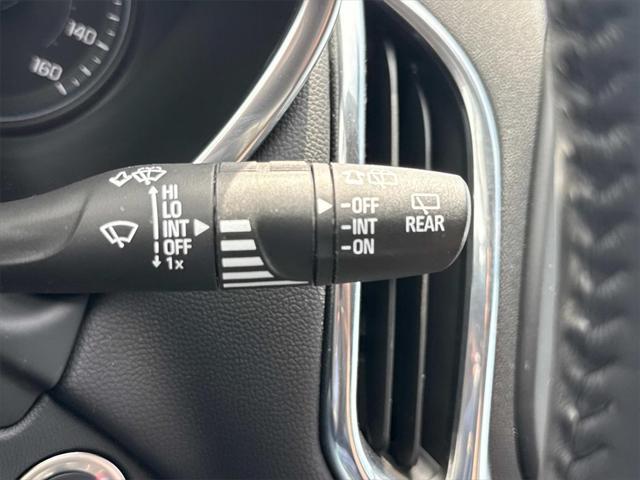 140
160
HI
LO
INT
OFF
1x
-OFF
-INT
-ON
REAR